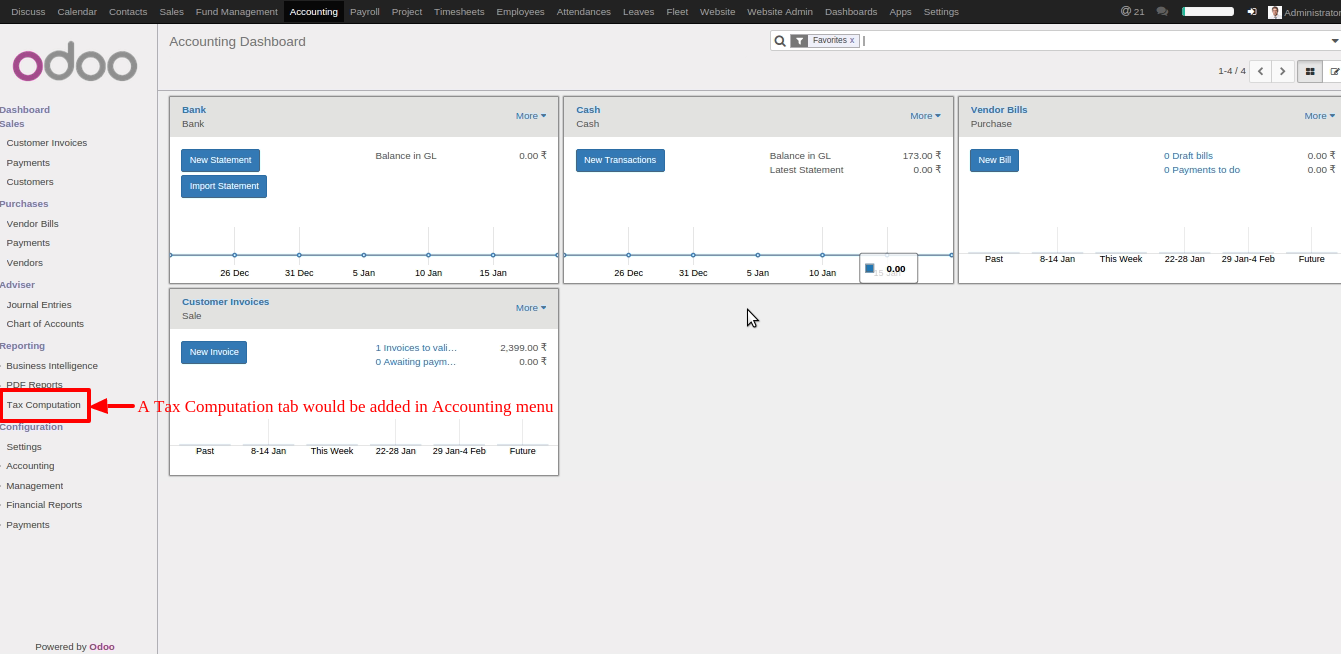 Discuss Calendar Contacts Sales Fund Management Accounting Payroll Project Timesheets Employees Attendances Leaves Fleet Website Website Admin Dashboards Apps Settings @ 21 Administrator
odoo
Accounting Dashboard
Favorites x
1-4 / 4
Dashboard
Sales
Customer Invoices
Payments
Customers
Purchases
Vendor Bills
Payments
Vendors
Adviser
Journal Entries
Chart of Accounts
Reporting
Business Intelligence
PDF Reports
Tax Computation
Configuration
Settings
Accounting
Management
Financial Reports
Payments
Powered by Odoo
Bank More
Bank
New Statement Balance in GL 0.00 ₹
Import Statement
26 Dec 31 Dec 5 Jan 10 Jan 15 Jan
Cash More
Cash
New Transactions Balance in GL 173.00 ₹
Latest Statement 0.00 ₹
26 Dec 31 Dec 5 Jan 10 Jan 0.00
Vendor Bills More
Purchase
New Bill 0 Draft bills 0.00 ₹
0 Payments to do 0.00 ₹
Past 8-14 Jan This Week 22-28 Jan 29 Jan-4 Feb Future
Customer Invoices More
Sale
New Invoice 1 Invoices to vali... 2,399.00 ₹
0 Awaiting paym... 0.00 ₹
A Tax Computation tab would be added in Accounting menu
Past 8-14 Jan This Week 22-28 Jan 29 Jan-4 Feb Future